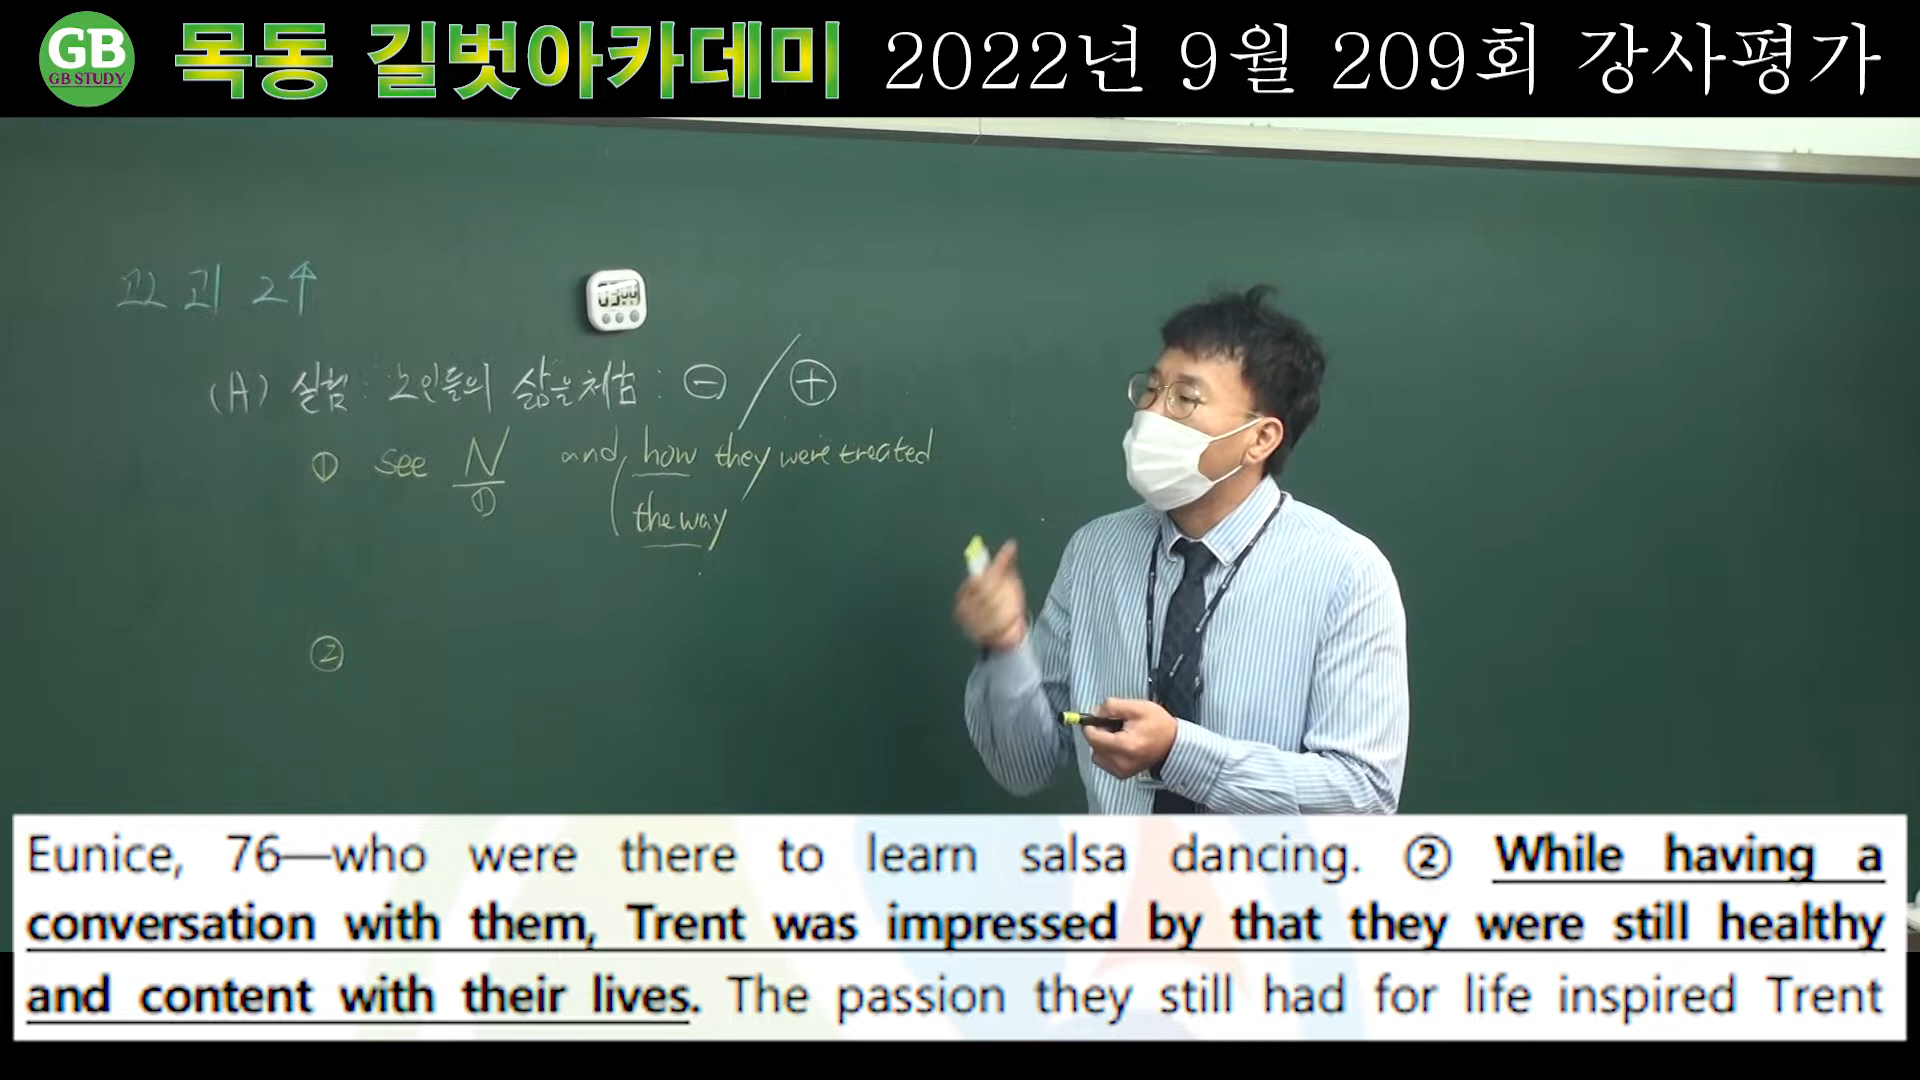 GB
GB STUDY
목동 길벗아카데미 2022년 9월 209회 강사평가
고교 2↑
03:00
(A) 실험 : 노인들의 삶을체험 : ⊖ / ⊕
① see N and how they were treated
①
the way
②
Eunice, 76—who were there to learn salsa dancing. ② While having a
conversation with them, Trent was impressed by that they were still healthy
and content with their lives. The passion they still had for life inspired Trent